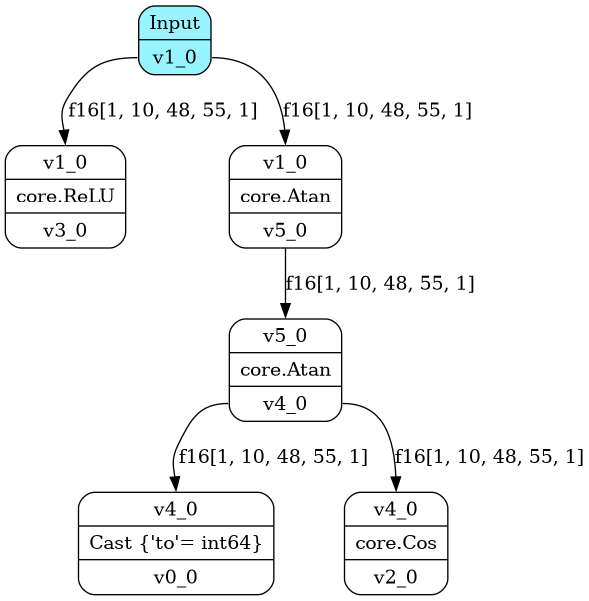 Input
v1_0
f16[1, 10, 48, 55, 1]
f16[1, 10, 48, 55, 1]
v1_0
core.ReLU
v3_0
v1_0
core.Atan
v5_0
f16[1, 10, 48, 55, 1]
v5_0
core.Atan
v4_0
f16[1, 10, 48, 55, 1]
f16[1, 10, 48, 55, 1]
v4_0
Cast {'to'= int64}
v0_0
v4_0
core.Cos
v2_0